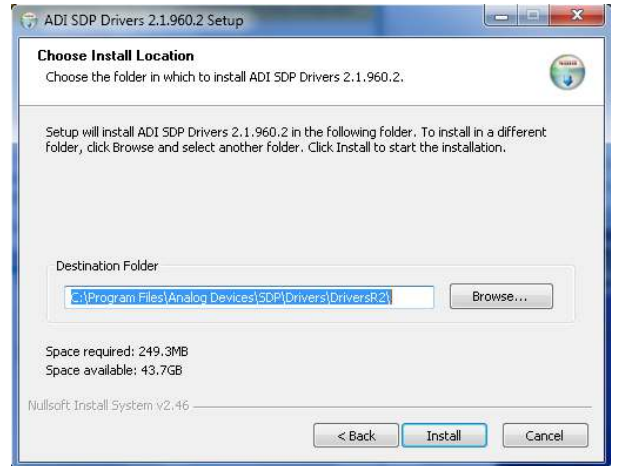 ADI SDP Drivers 2.1.960.2 Setup
Choose Install Location
Choose the folder in which to install ADI SDP Drivers 2.1.960.2.
Setup will install ADI SDP Drivers 2.1.960.2 in the following folder. To install in a different
folder, click Browse and select another folder. Click Install to start the installation.
Destination Folder
C:\Program Files\Analog Devices\SDP\Drivers\DriversR2\
Browse...
Space required: 249.3MB
Space available: 43.7GB
Nullsoft Install System v2.46
< Back Install Cancel